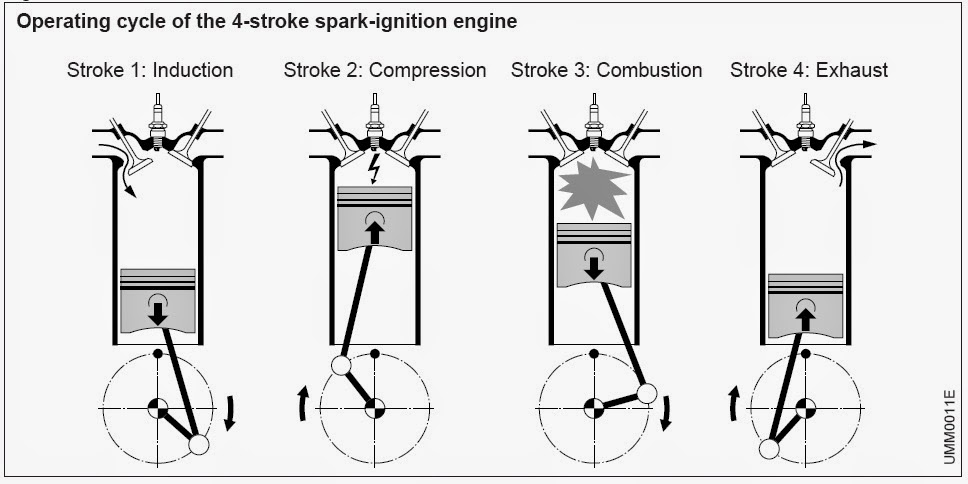 Operating cycle of the 4-stroke spark-ignition engine
Stroke 1: Induction
Stroke 2: Compression
Stroke 3: Combustion
Stroke 4: Exhaust
UMM0011E